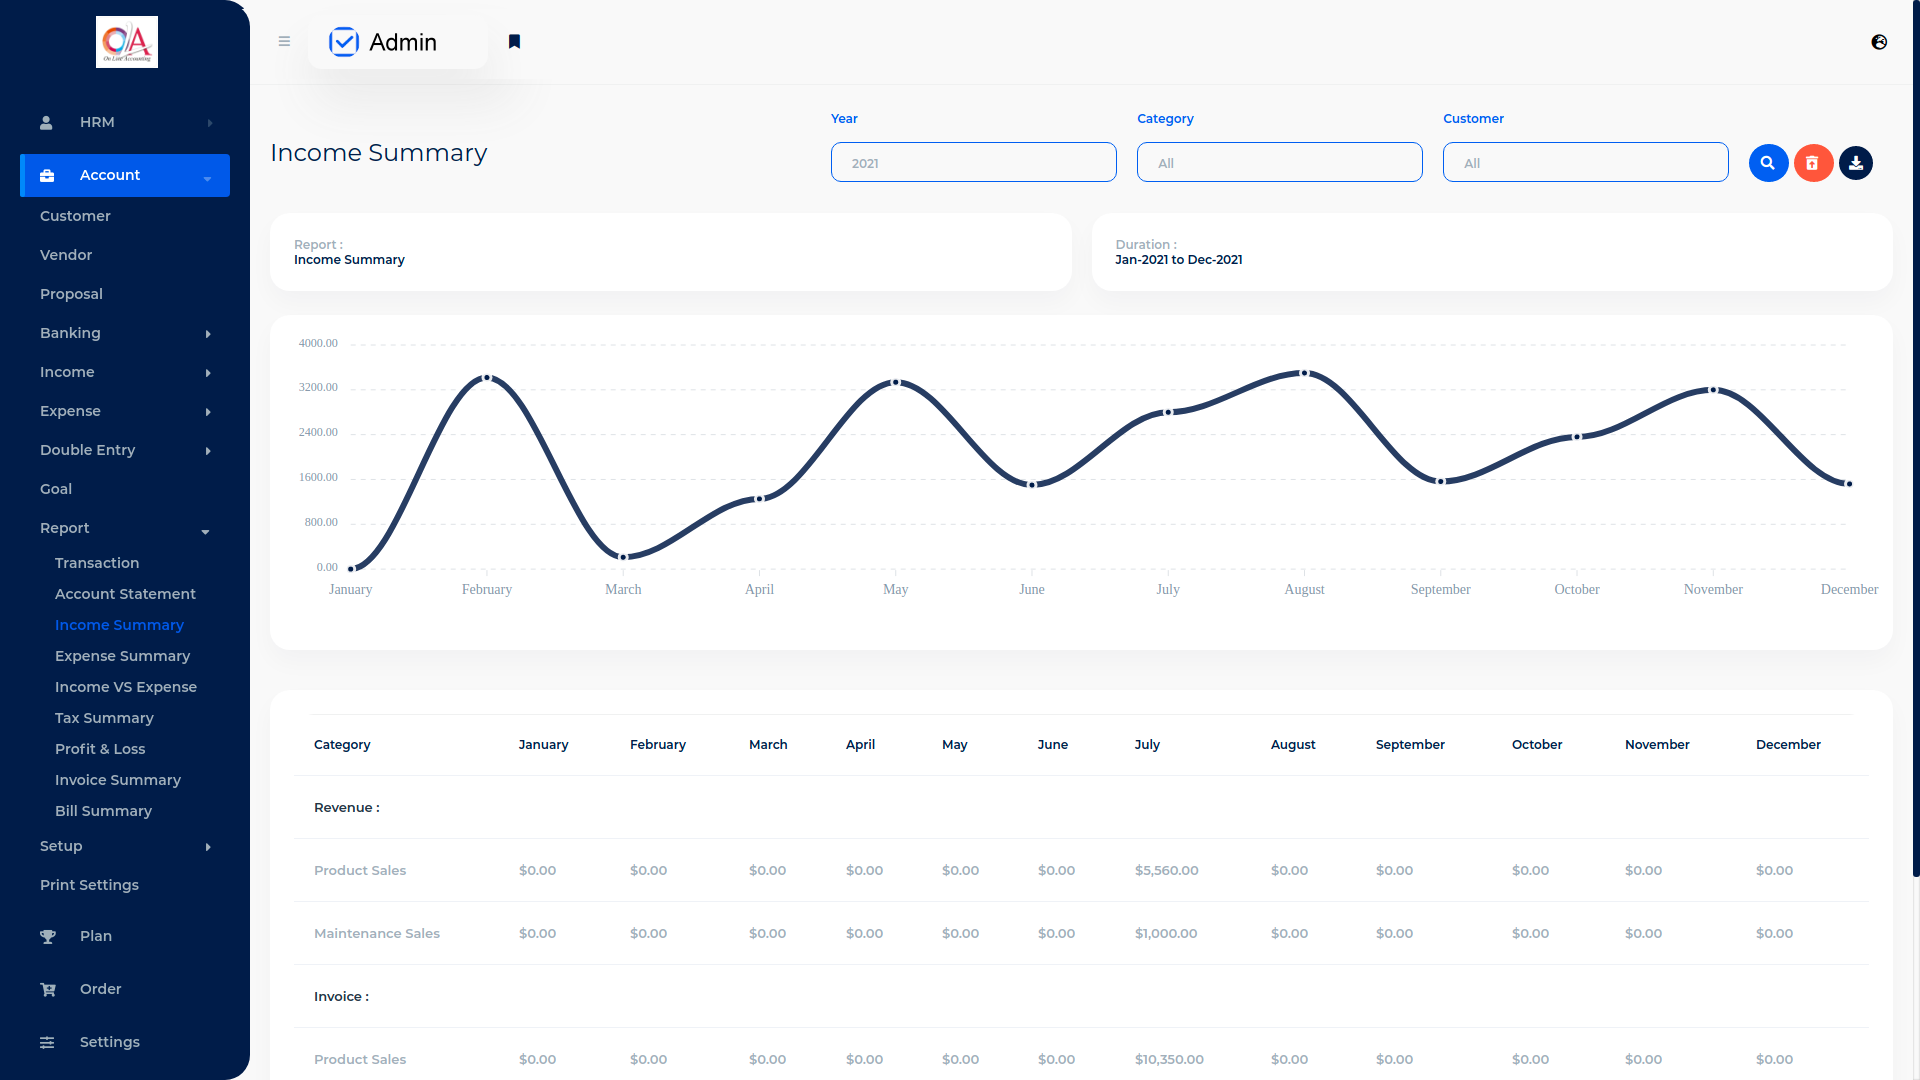 OA
On Line Accounting
HRM
Account
Customer
Vendor
Proposal
Banking
Income
Expense
Double Entry
Goal
Report
Transaction
Account Statement
Income Summary
Expense Summary
Income VS Expense
Tax Summary
Profit & Loss
Invoice Summary
Bill Summary
Setup
Print Settings
Plan
Order
Settings
Admin
Income Summary
Year
2021
Category
All
Customer
All
Report :
Income Summary
Duration :
Jan-2021 to Dec-2021
4000.00
3200.00
2400.00
1600.00
800.00
0.00
January February March April May June July August September October November December
Category January February March April May June July August September October November December
Revenue :
Product Sales $0.00 $0.00 $0.00 $0.00 $0.00 $0.00 $5,560.00 $0.00 $0.00 $0.00 $0.00 $0.00
Maintenance Sales $0.00 $0.00 $0.00 $0.00 $0.00 $0.00 $1,000.00 $0.00 $0.00 $0.00 $0.00 $0.00
Invoice :
Product Sales $0.00 $0.00 $0.00 $0.00 $0.00 $0.00 $10,350.00 $0.00 $0.00 $0.00 $0.00 $0.00